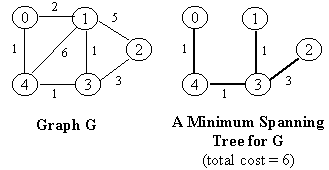 0 2 1 5 2
1 6 1 3
4 1 3
0 1 2
1 1 3
4 1 3
Graph G
A Minimum Spanning
Tree for G
(total cost = 6)